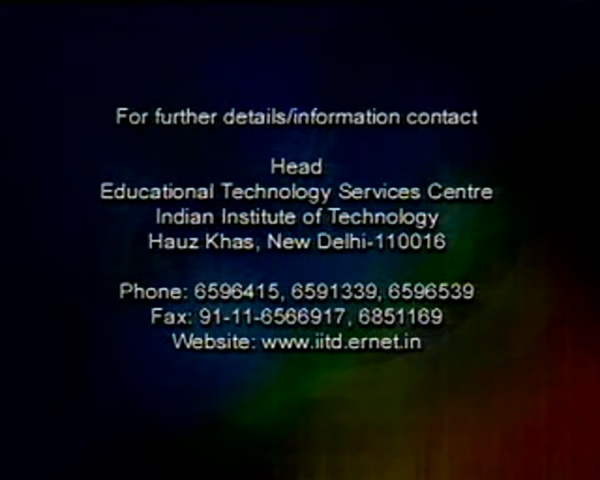 For further details/information contact
Head
Educational Technology Services Centre
Indian Institute of Technology
Hauz Khas, New Delhi-110016
Phone: 6596415, 6591339, 6596539
Fax: 91-11-6566917, 6851169
Website: www.iitd.ernet.in